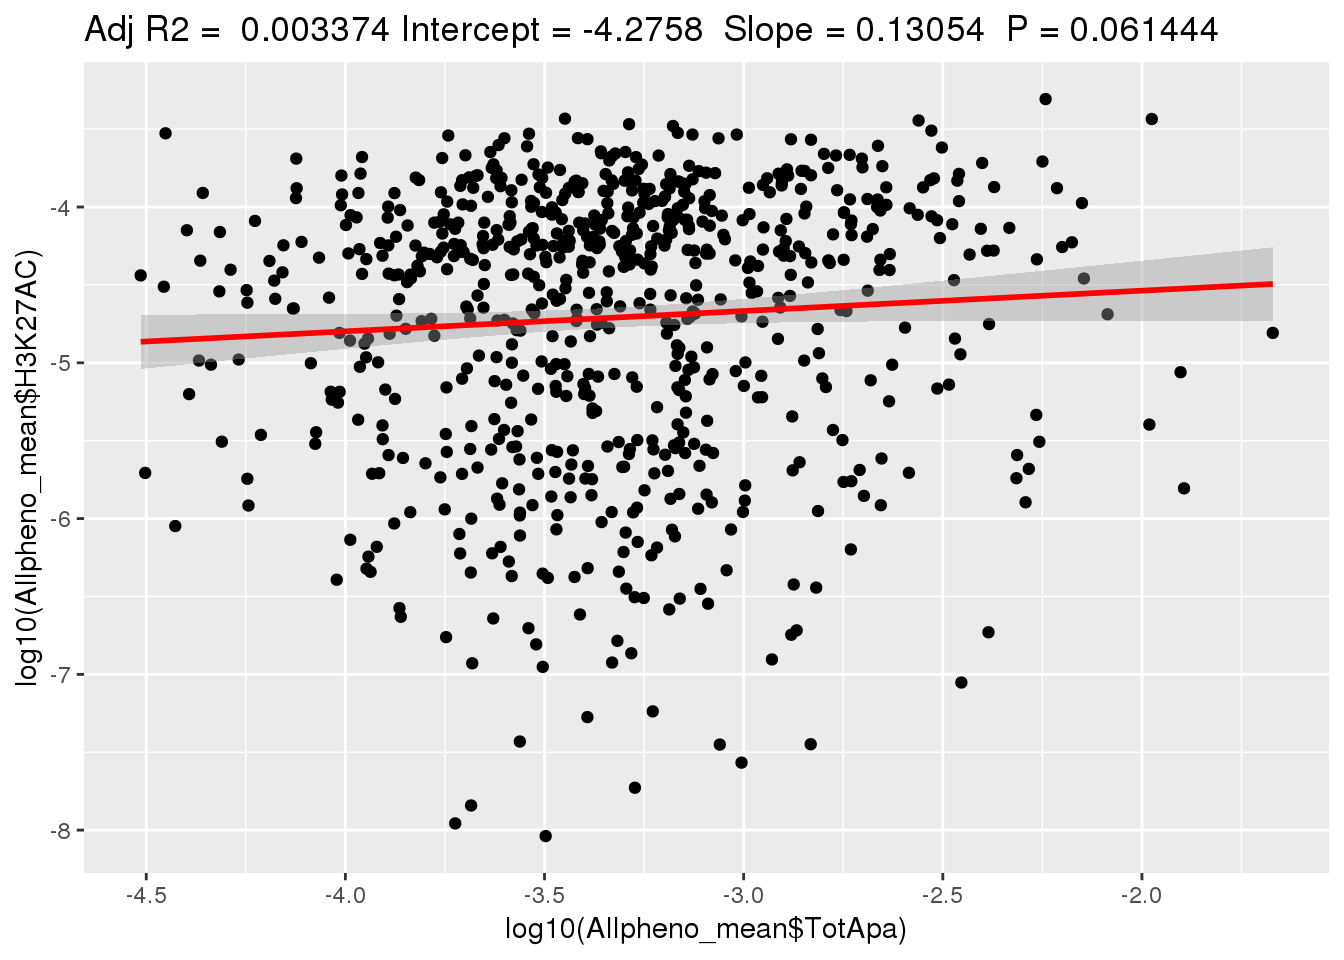 Adj R2 =  0.003374 Intercept = -4.2758  Slope = 0.13054  P = 0.061444
log10(Allpheno_mean$H3K27AC)
-4
-5
-6
-7
-8
-4.5 -4.0 -3.5 -3.0 -2.5 -2.0
log10(Allpheno_mean$TotApa)